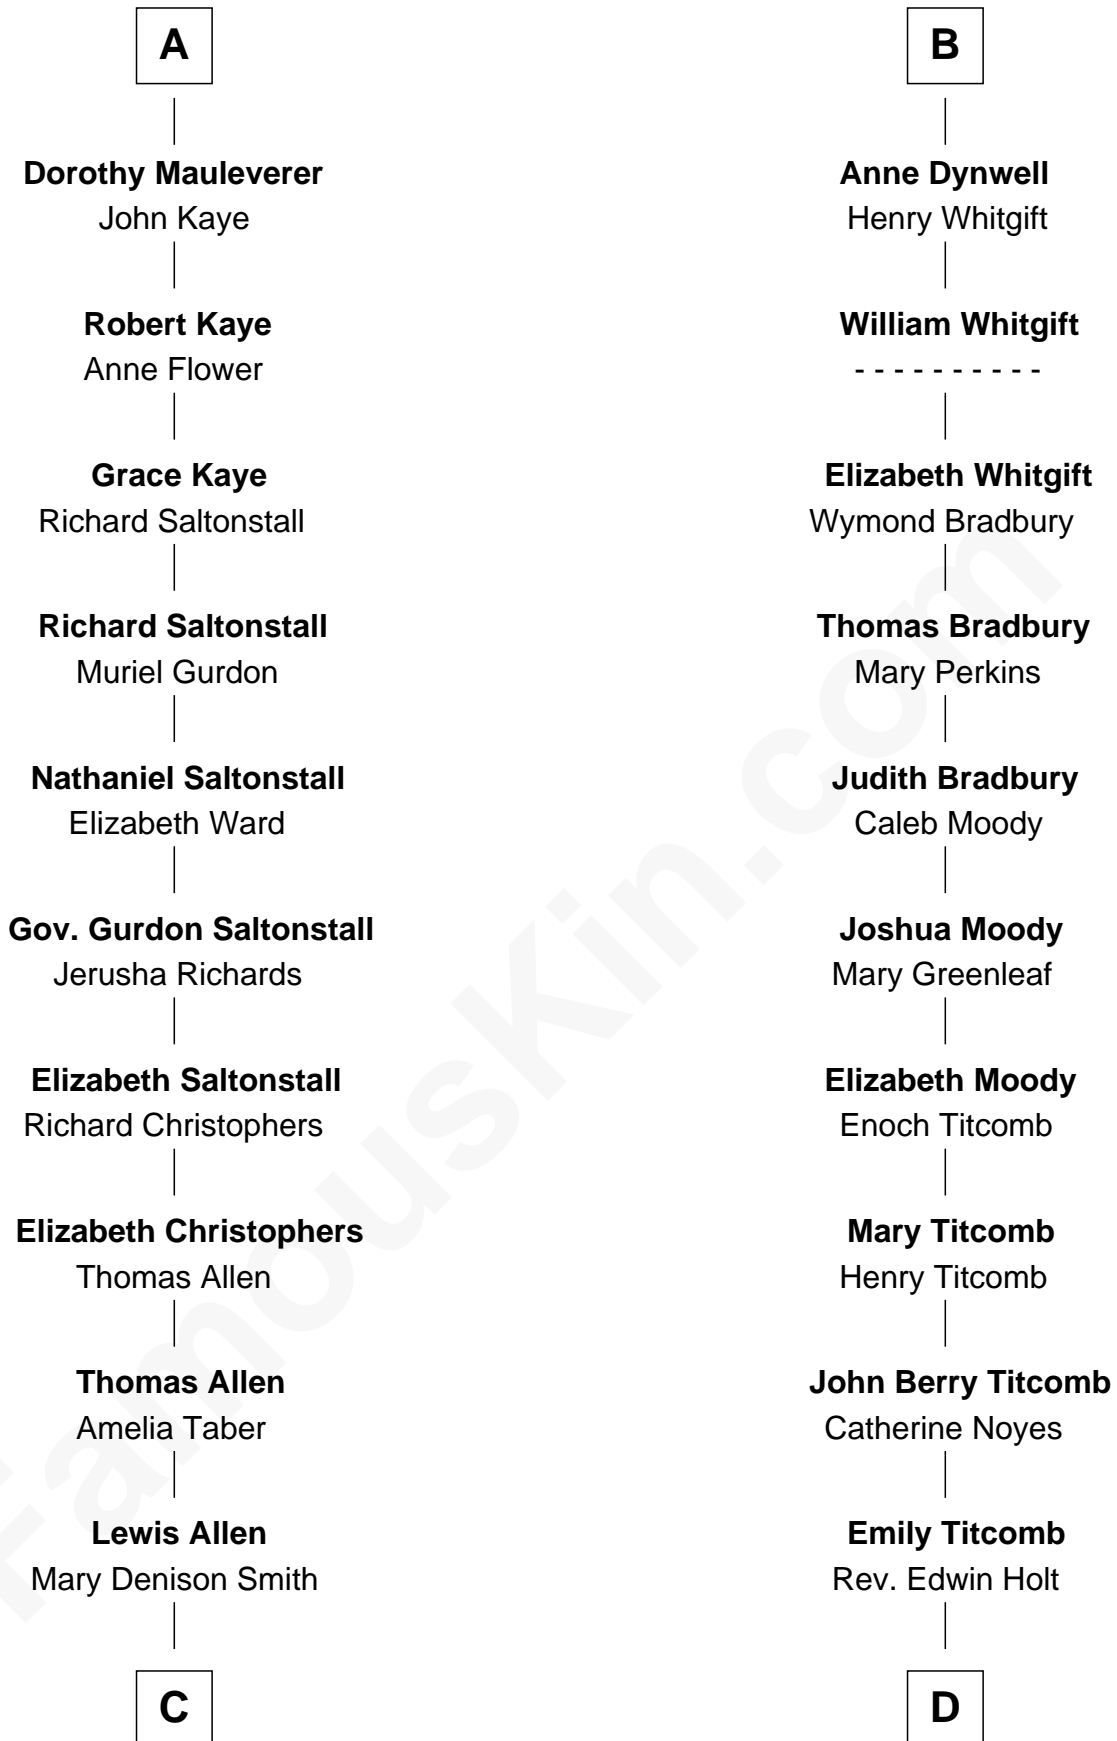 A
Dorothy Mauleverer
John Kaye
Robert Kaye
Anne Flower
Grace Kaye
Richard Saltonstall
Richard Saltonstall
Muriel Gurdon
Nathaniel Saltonstall
Elizabeth Ward
Gov. Gurdon Saltonstall
Jerusha Richards
Elizabeth Saltonstall
Richard Christophers
Elizabeth Christophers
Thomas Allen
Thomas Allen
Amelia Taber
Lewis Allen
Mary Denison Smith
C
B
Anne Dynwell
Henry Whitgift
William Whitgift
- - - - - - - - - -
Elizabeth Whitgift
Wymond Bradbury
Thomas Bradbury
Mary Perkins
Judith Bradbury
Caleb Moody
Joshua Moody
Mary Greenleaf
Elizabeth Moody
Enoch Titcomb
Mary Titcomb
Henry Titcomb
John Berry Titcomb
Catherine Noyes
Emily Titcomb
Rev. Edwin Holt
D
FamousKin.com